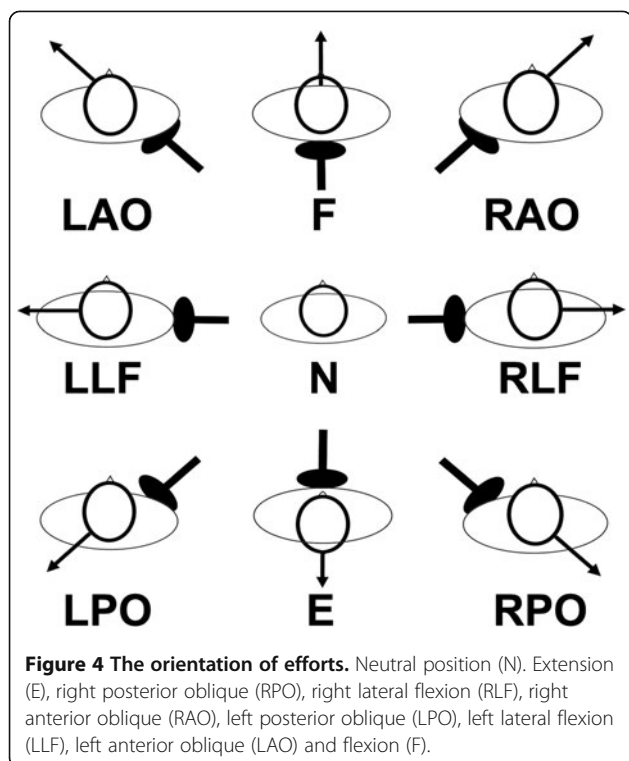 LAO F RAO
LLF N RLF
LPO E RPO
Figure 4 The orientation of efforts. Neutral position (N). Extension
(E), right posterior oblique (RPO), right lateral flexion (RLF), right
anterior oblique (RAO), left posterior oblique (LPO), left lateral flexion
(LLF), left anterior oblique (LAO) and flexion (F).